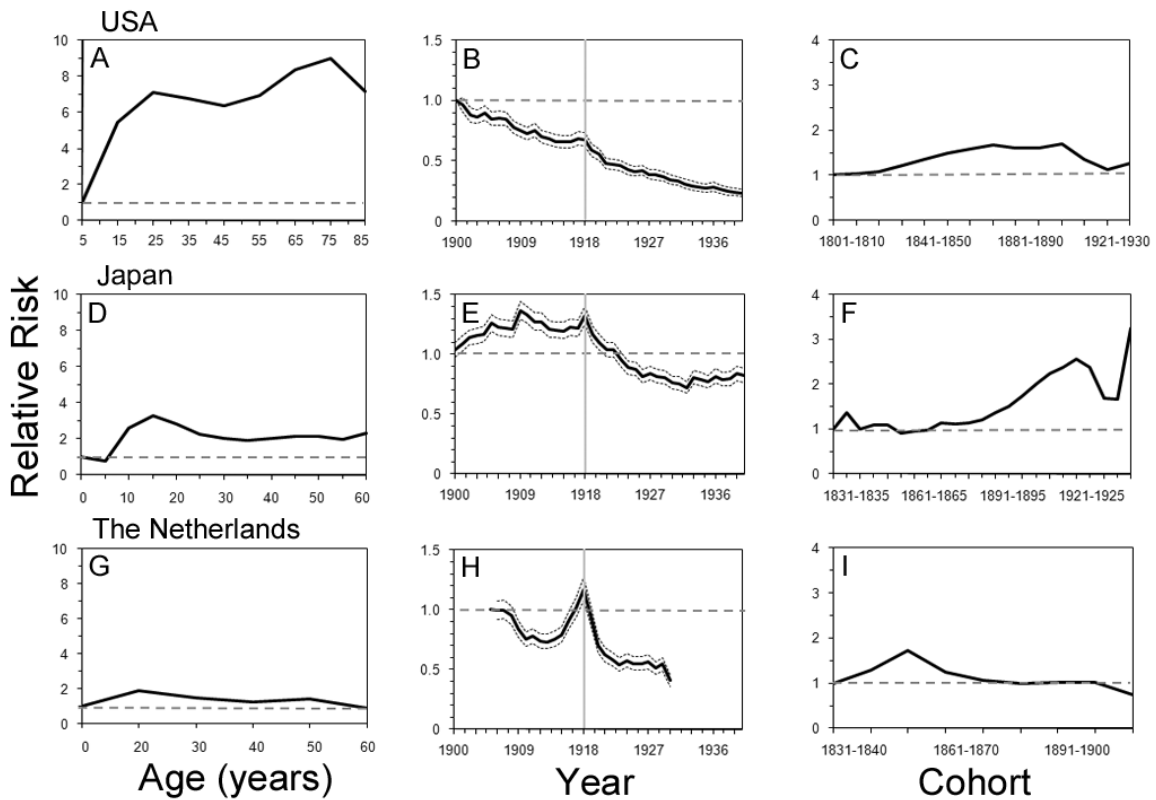 USA
A
10
8
6
4
2
0
5 15 25 35 45 55 65 75 85
B
1.5
1.0
0.5
0
1900 1909 1918 1927 1936
C
4
3
2
1
0
1801-1810 1841-1850 1881-1890 1921-1930
Relative Risk
Japan
D
10
8
6
4
2
0
0 10 20 30 40 50 60
E
1.5
1.0
0.5
0
1900 1909 1918 1927 1936
F
4
3
2
1
0
1831-1835 1861-1865 1891-1895 1921-1925
The Netherlands
G
10
8
6
4
2
0
0 20 40 60
H
1.5
1.0
0.5
0
1900 1909 1918 1927 1936
I
4
3
2
1
0
1831-1840 1861-1870 1891-1900
Age (years)
Year
Cohort